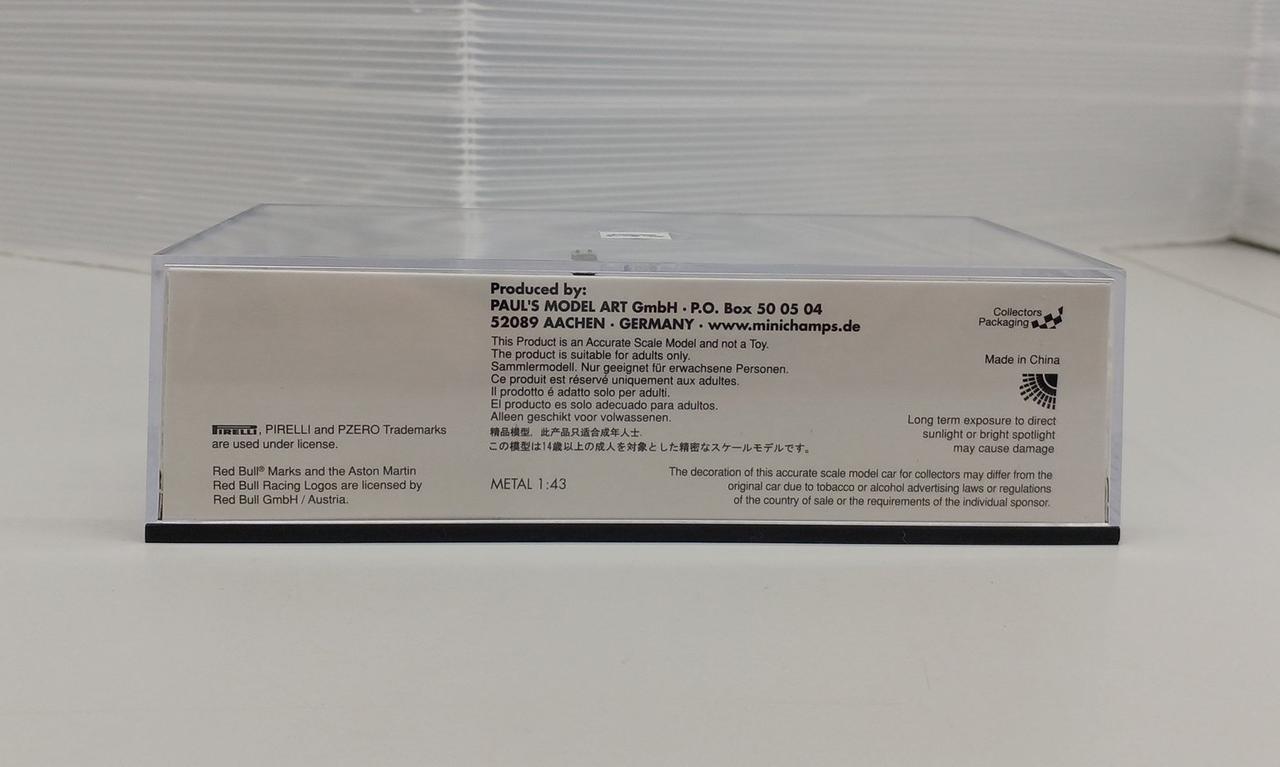 Produced by:
PAUL'S MODEL ART GmbH · P.O. Box 50 05 04
52089 AACHEN · GERMANY · www.minichamps.de
This Product is an Accurate Scale Model and not a Toy.
The product is suitable for adults only.
Sammlermodell. Nur geeignet für erwachsene Personen.
Ce produit est réservé uniquement aux adultes.
Il prodotto é adatto solo per adulti.
El producto es solo adecuado para adultos.
Alleen geschikt voor volwassenen.
精品模型，此产品只适合成年人士.
この模型は14歳以上の成人を対象とした精密なスケールモデルです。
METAL 1:43
PIRELLI, PIRELLI and PZERO Trademarks
are used under license.
Red Bull® Marks and the Aston Martin
Red Bull Racing Logos are licensed by
Red Bull GmbH / Austria.
Collectors
Packaging
Made in China
Long term exposure to direct
sunlight or bright spotlight
may cause damage
The decoration of this accurate scale model car for collectors may differ from the
original car due to tobacco or alcohol advertising laws or regulations
of the country of sale or the requirements of the individual sponsor.